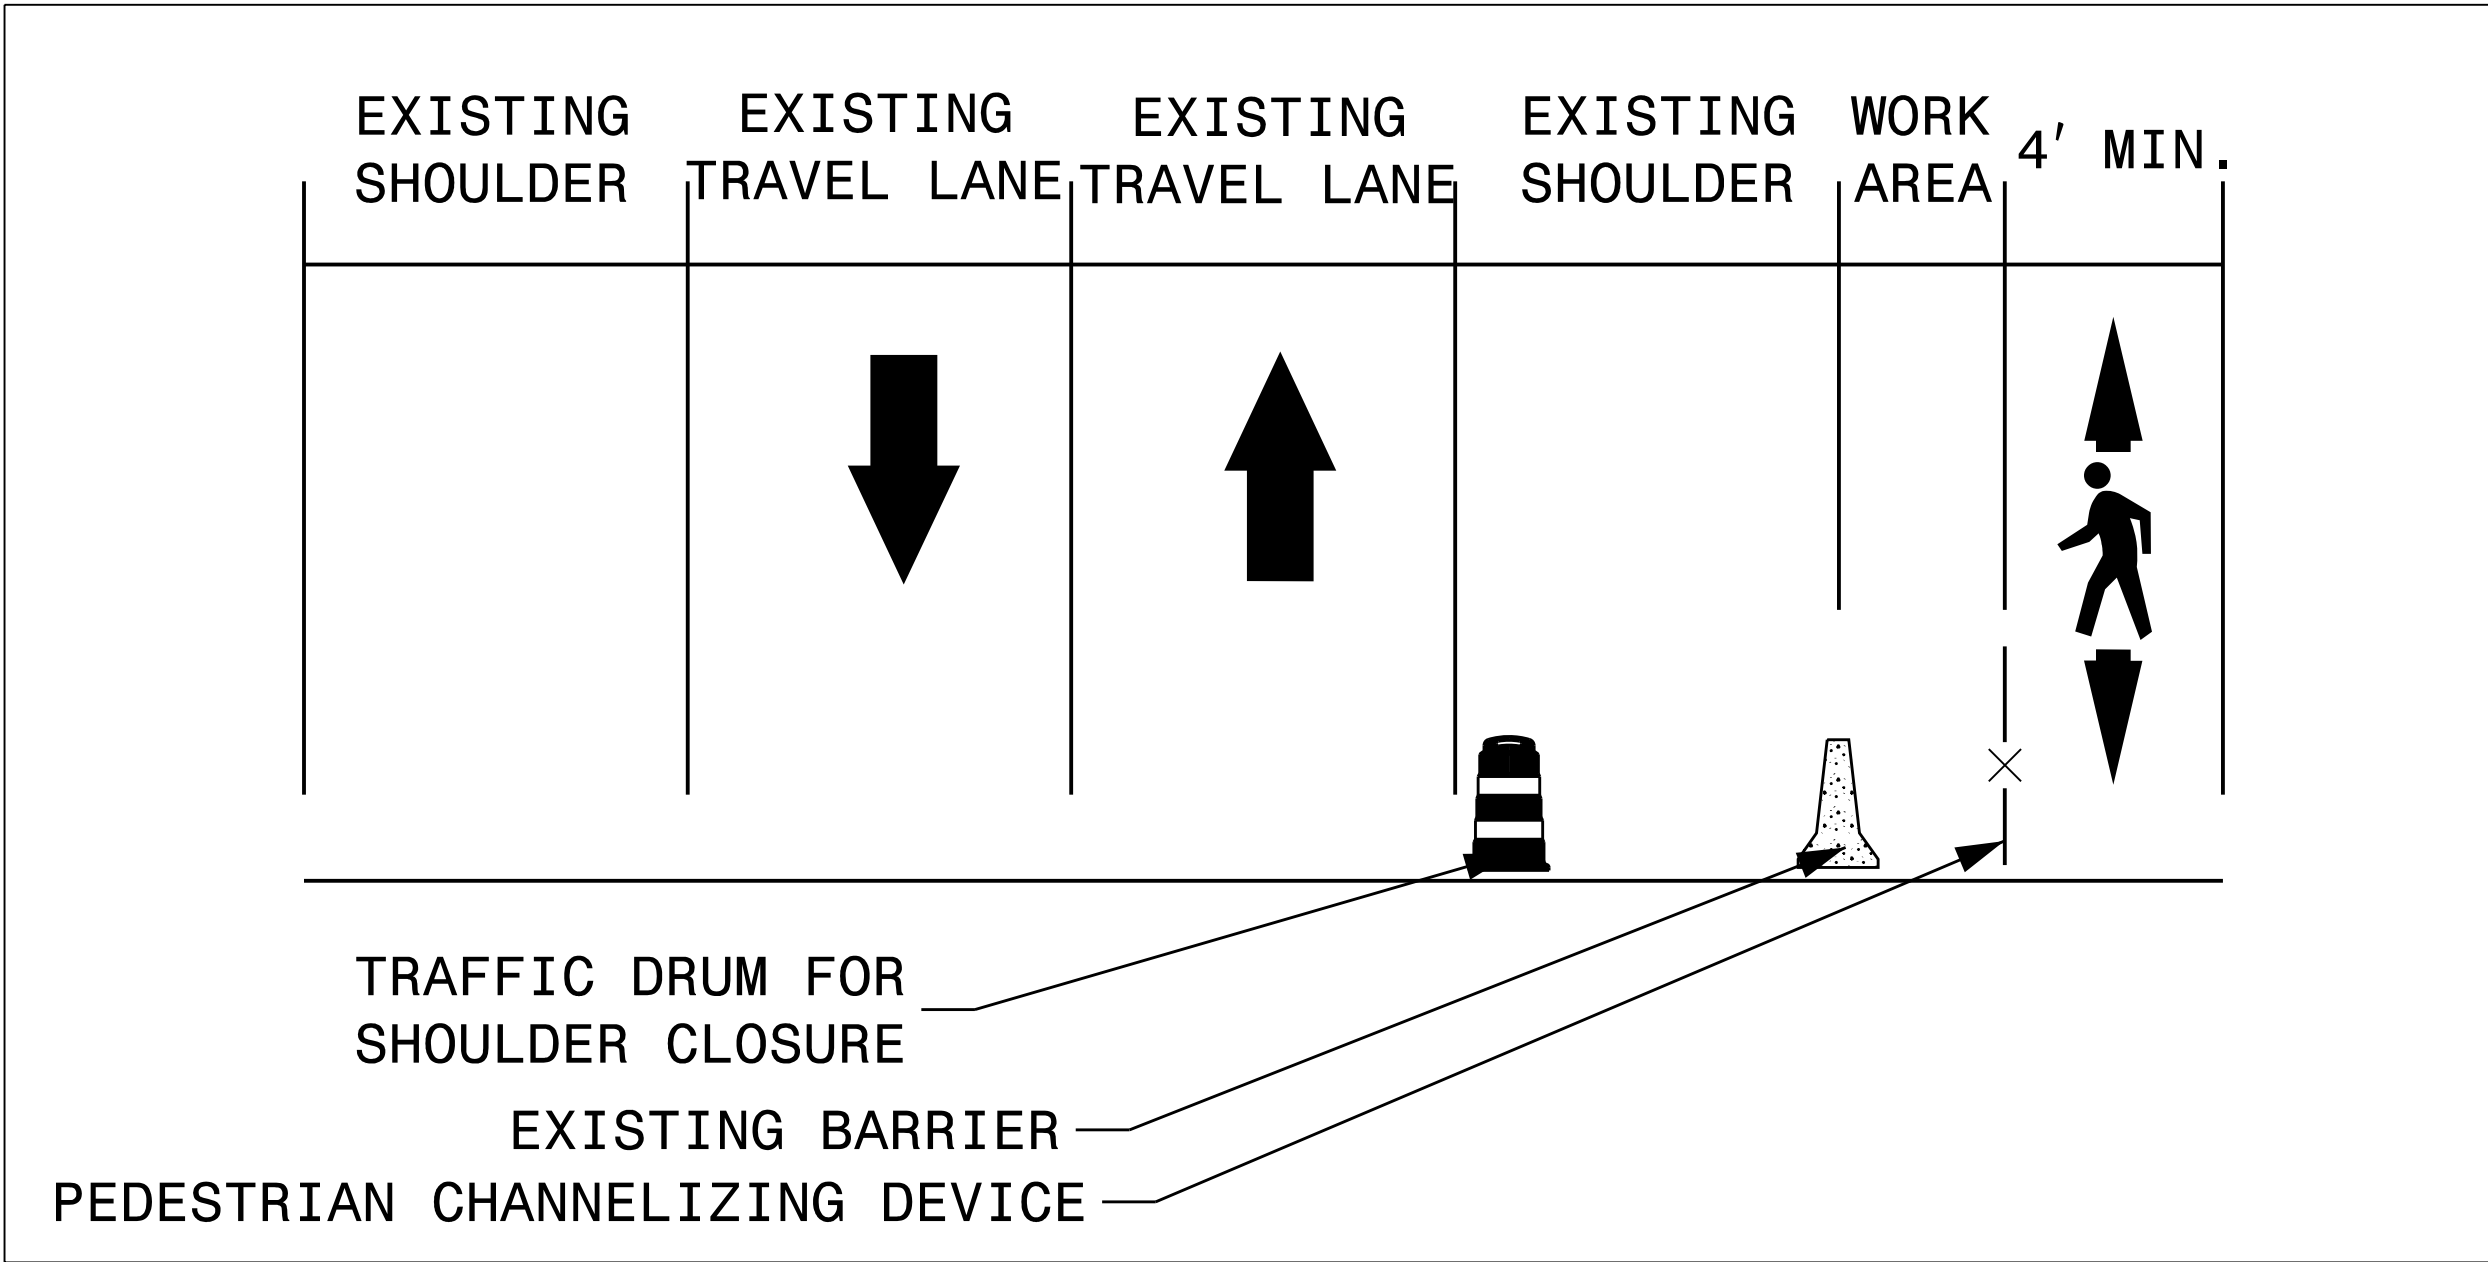 EXISTING
SHOULDER
EXISTING
TRAVEL LANE
EXISTING
TRAVEL LANE
EXISTING
SHOULDER
WORK
AREA
4' MIN.
TRAFFIC DRUM FOR
SHOULDER CLOSURE
EXISTING BARRIER
PEDESTRIAN CHANNELIZING DEVICE